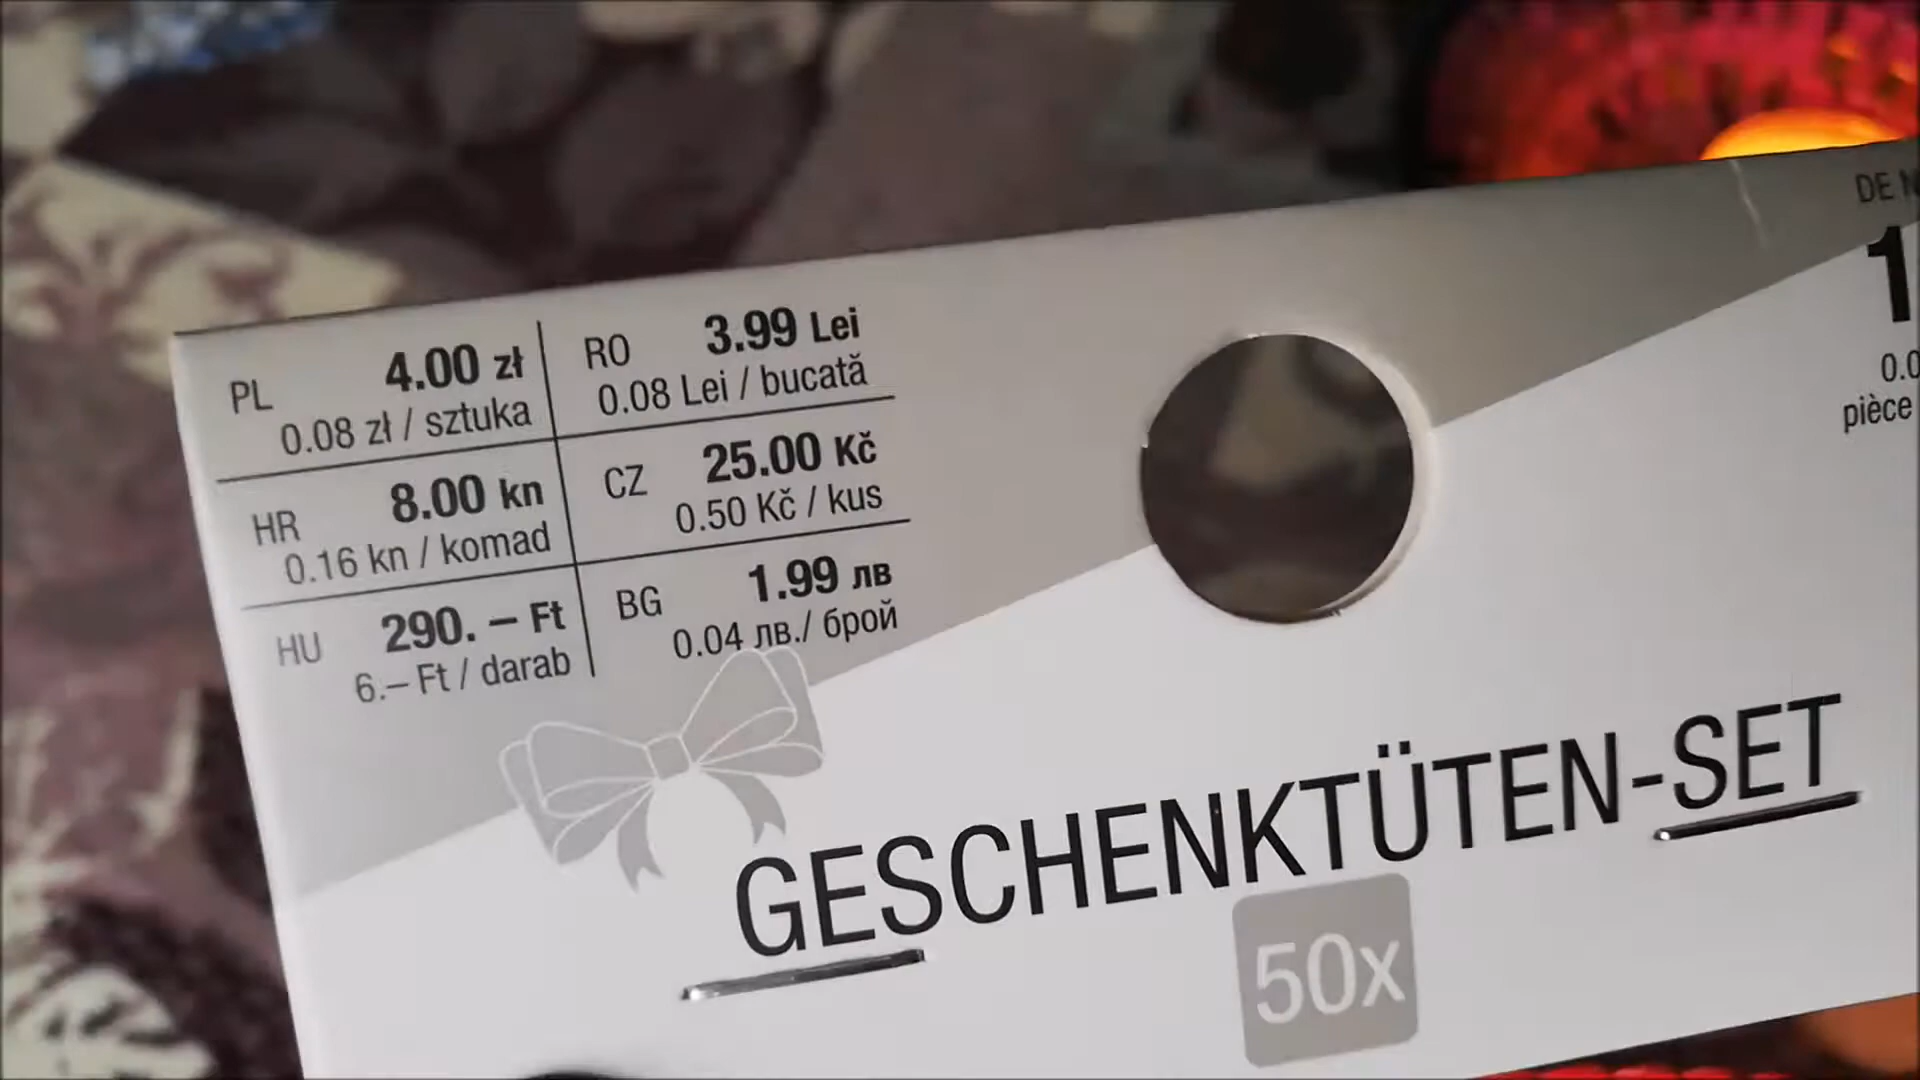 PL 4.00 zł
0.08 zł / sztuka
RO 3.99 Lei
0.08 Lei / bucată
HR 8.00 kn
0.16 kn / komad
CZ 25.00 Kč
0.50 Kč / kus
HU 290. – Ft
6.– Ft / darab
BG 1.99 лв
0.04 лв./ брой
DE
pièce
GESCHENKTÜTEN-SET
50x